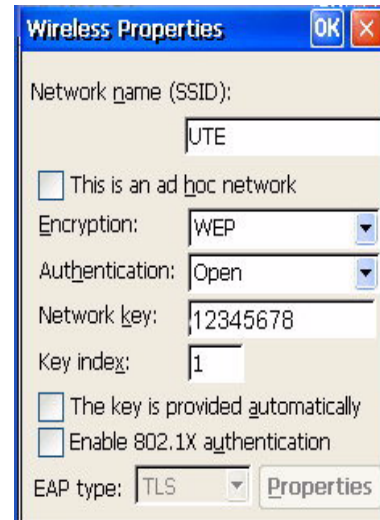 Wireless Properties OK
Network name (SSID):
UTE
This is an ad hoc network
Encryption: WEP
Authentication: Open
Network key: 12345678
Key index: 1
The key is provided automatically
Enable 802.1X authentication
EAP type: TLS Properties